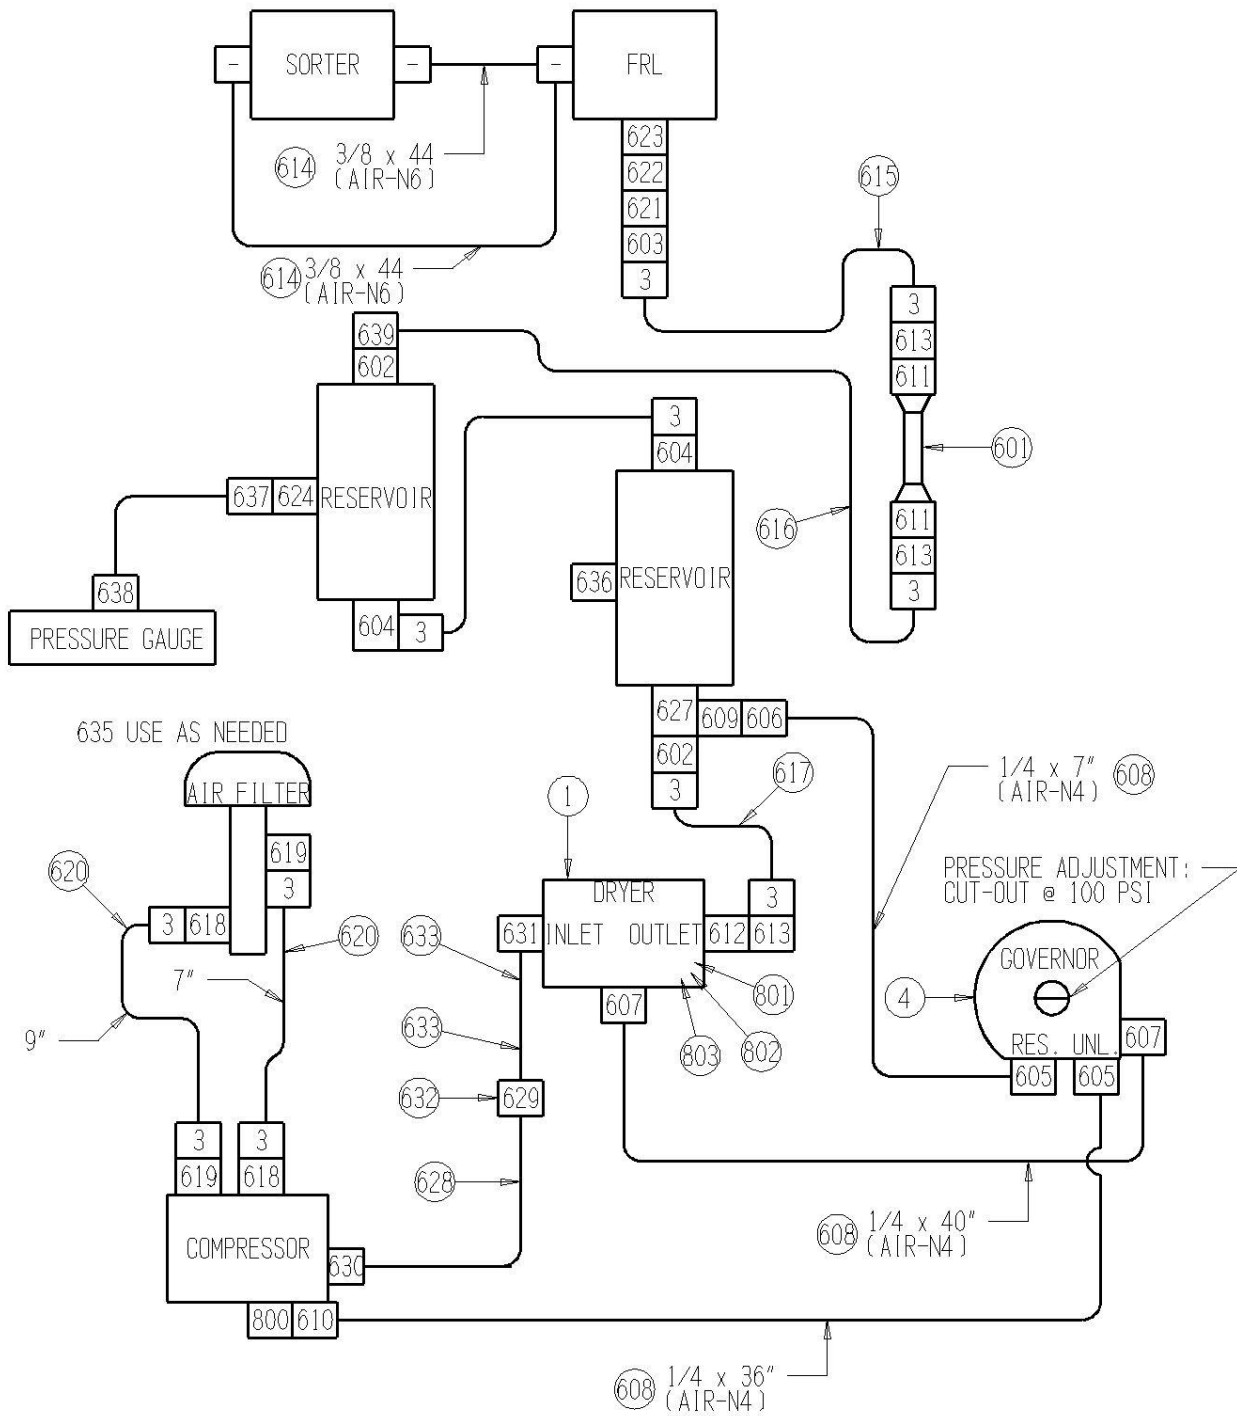 SORTER
FRL
-
-
-
614
3/8 x 44
(AIR-N6)
614
3/8 x 44
(AIR-N6)
623
622
621
603
3
615
3
613
611
601
611
613
3
616
639
602
RESERVOIR
637
624
638
PRESSURE GAUGE
604
3
3
604
RESERVOIR
636
627
609
606
602
3
617
1/4 x 7"
(AIR-N4)
608
635 USE AS NEEDED
AIR FILTER
619
3
620
3
618
620
7"
9"
1
DRYER
INLET
OUTLET
631
612
613
3
607
801
802
803
633
633
632
629
628
PRESSURE ADJUSTMENT:
CUT-OUT @ 100 PSI
GOVERNOR
4
RES.
UNL.
607
605
605
3
619
3
618
COMPRESSOR
630
800
610
608
1/4 x 40"
(AIR-N4)
608
1/4 x 36"
(AIR-N4)